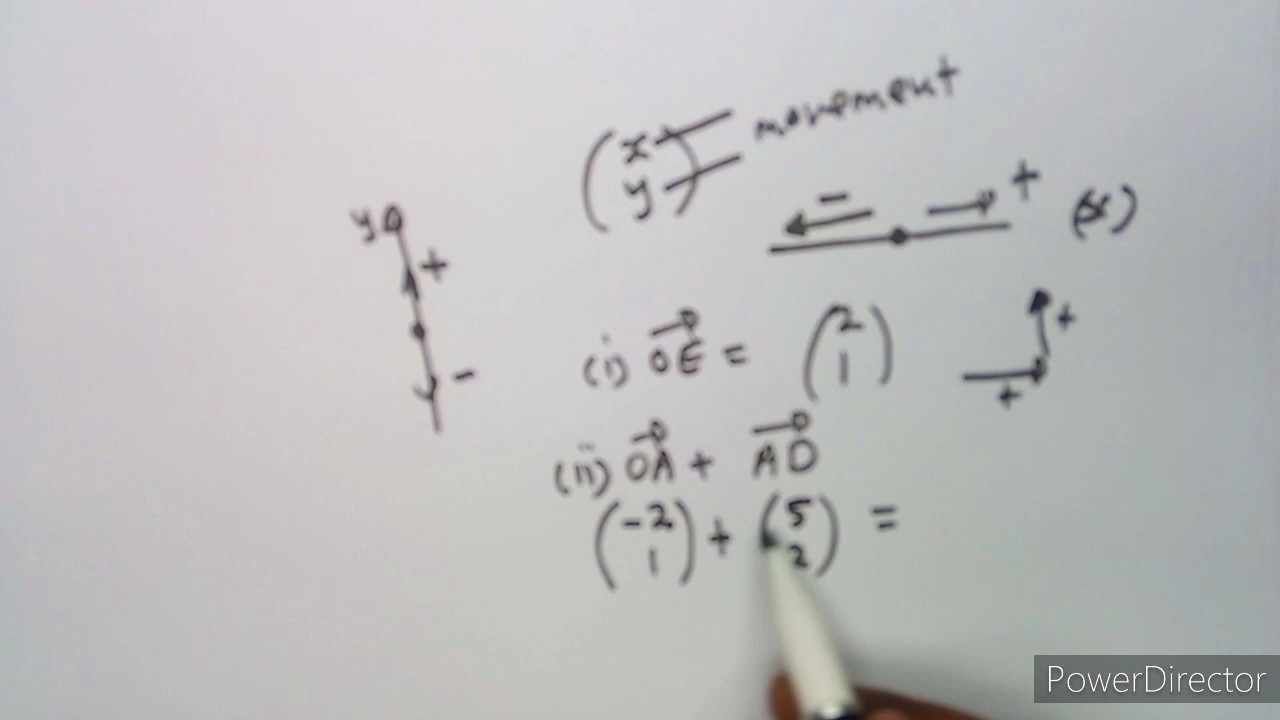 (x
y) movement
y + -
- + (x)
(i) OE = (2
1) + +
(ii) OA + AD
(-2
1) + (5
2) =
PowerDirector